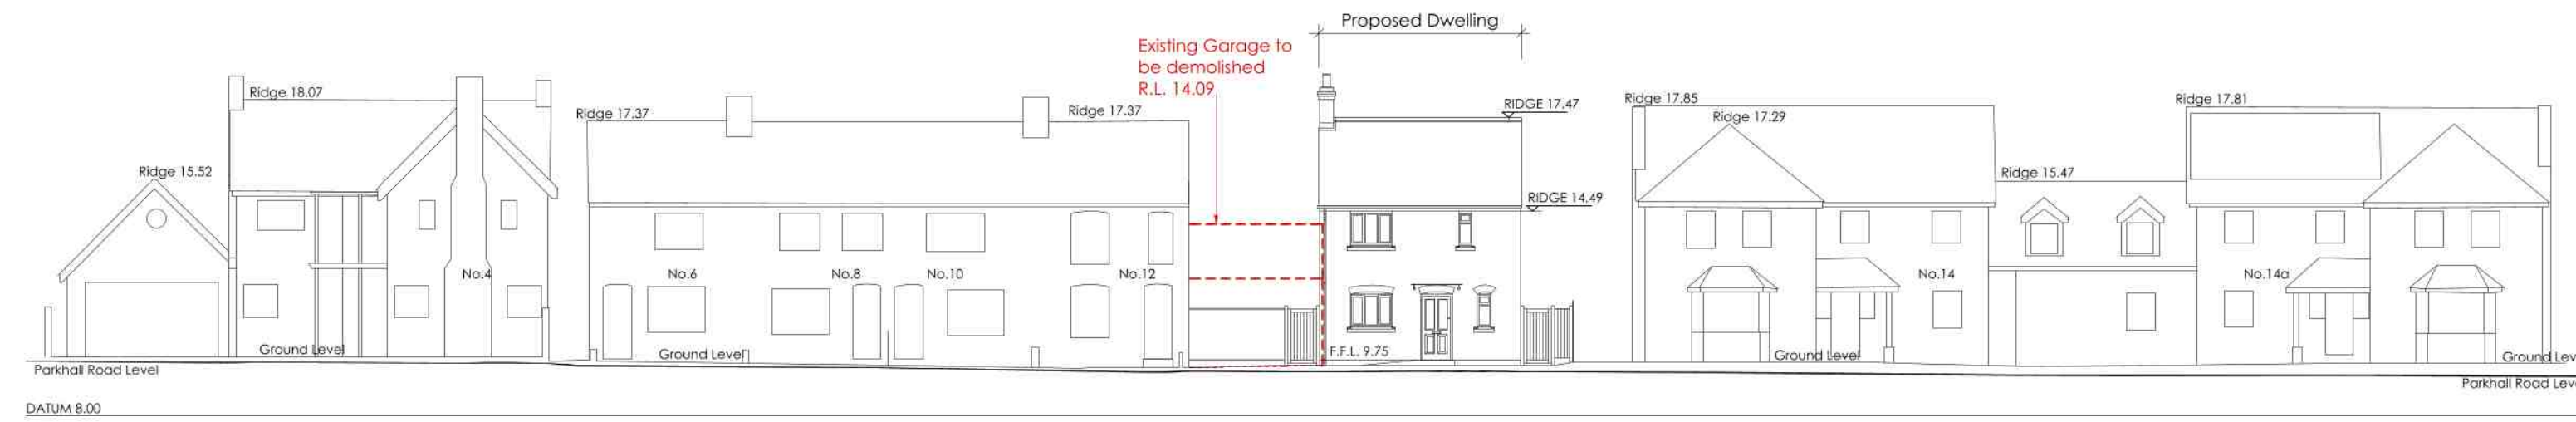 Proposed Dwelling
Existing Garage to
be demolished
R.L. 14.09
Ridge 18.07
Ridge 17.37
Ridge 17.37
RIDGE 17.47
Ridge 17.85
Ridge 17.29
Ridge 17.81
Ridge 15.52
Ridge 15.47
RIDGE 14.49
No.4
No.6
No.8
No.10
No.12
No.14
No.14a
Ground Level
Ground Level
F.F.L. 9.75
Ground Level
Ground Lev
Parkhall Road Level
Parkhall Road Leve
DATUM 8.00